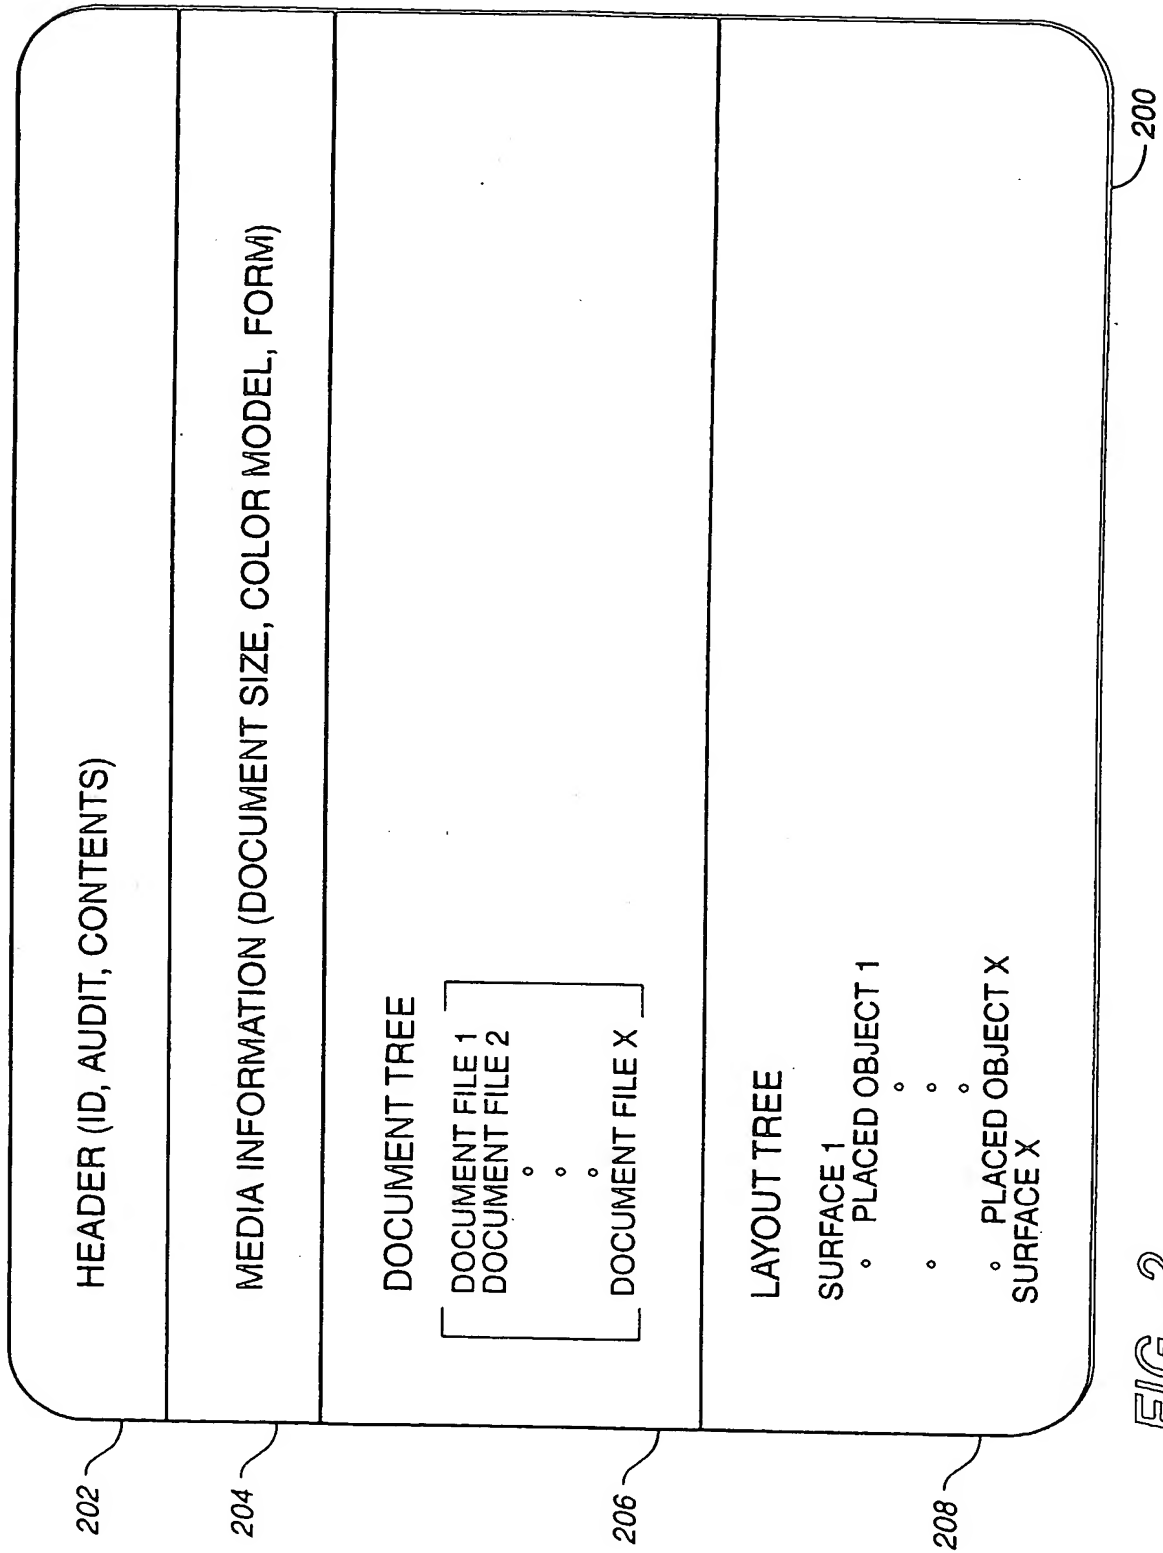 202
HEADER (ID, AUDIT, CONTENTS)
204
MEDIA INFORMATION (DOCUMENT SIZE, COLOR MODEL, FORM)
206
DOCUMENT TREE
DOCUMENT FILE 1
DOCUMENT FILE 2
DOCUMENT FILE X
208
LAYOUT TREE
SURFACE 1
PLACED OBJECT 1
PLACED OBJECT X
SURFACE X
200
FIG_2